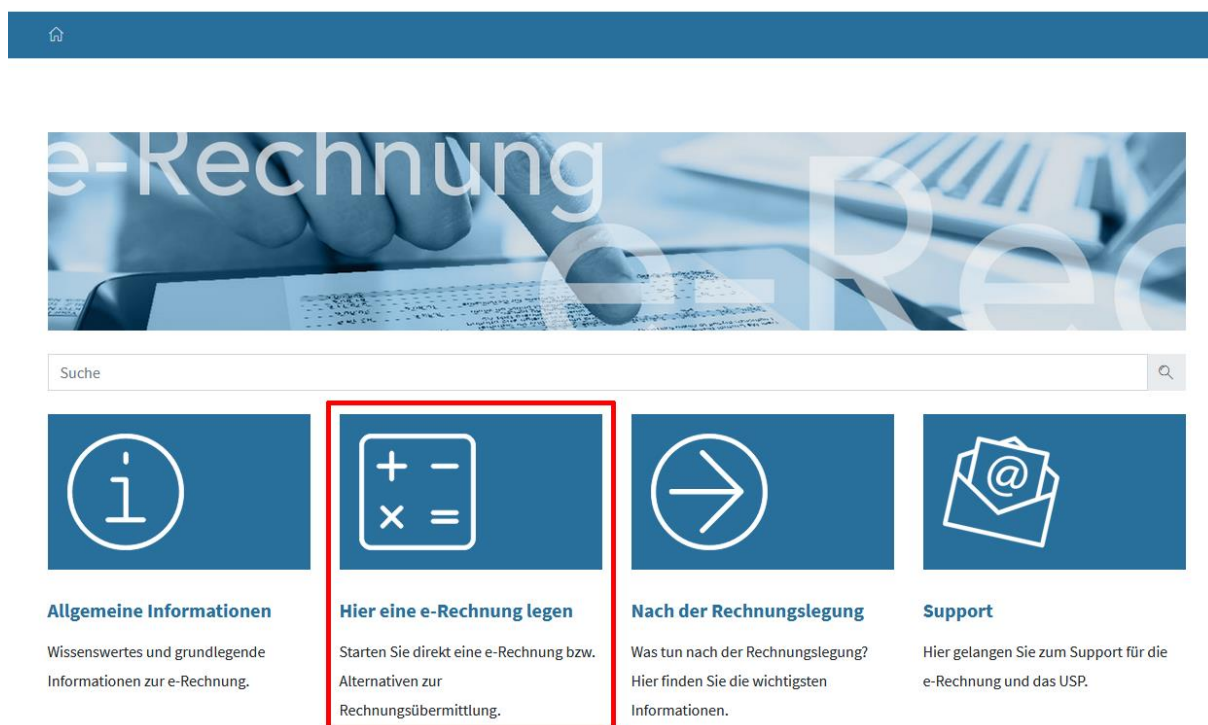 e-Rechnung
e-Rec
Suche
Allgemeine Informationen
Wissenswertes und grundlegende
Informationen zur e-Rechnung.
Hier eine e-Rechnung legen
Starten Sie direkt eine e-Rechnung bzw.
Alternativen zur
Rechnungsübermittlung.
Nach der Rechnungslegung
Was tun nach der Rechnungslegung?
Hier finden Sie die wichtigsten
Informationen.
Support
Hier gelangen Sie zum Support für die
e-Rechnung und das USP.